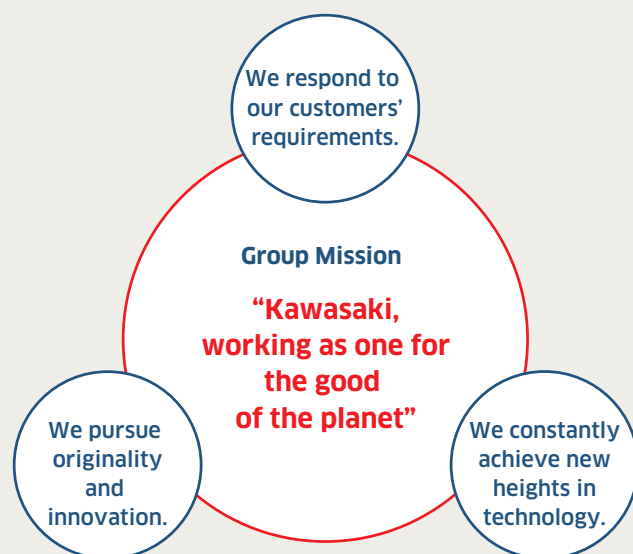 We respond to
our customers’
requirements.
Group Mission
“Kawasaki,
working as one for
the good
of the planet”
We pursue
originality
and
innovation.
We constantly
achieve new
heights in
technology.